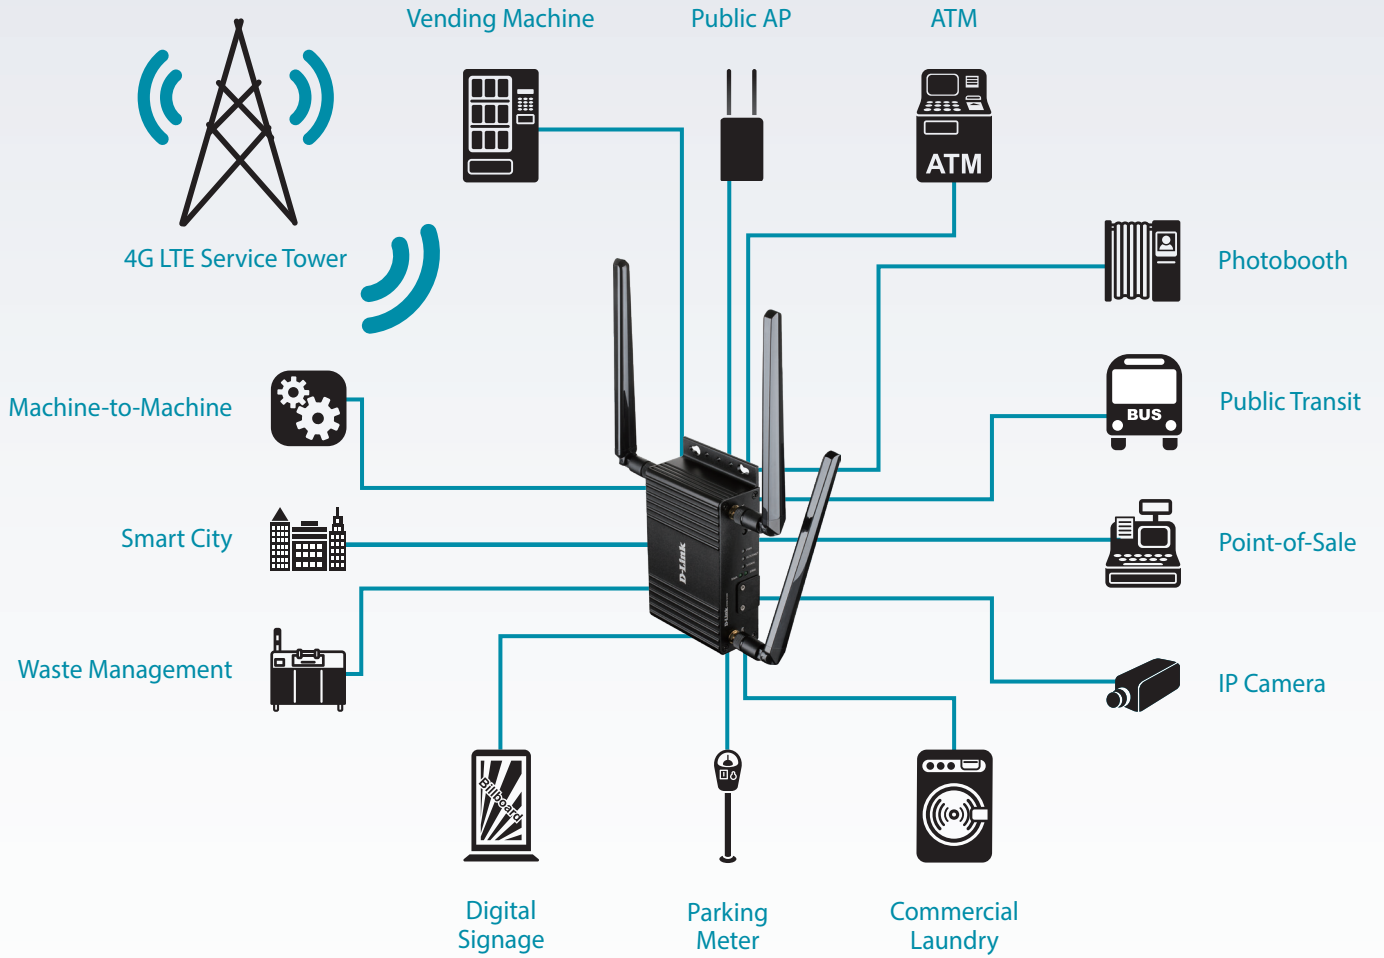 Vending Machine
Public AP
ATM
ATM
4G LTE Service Tower
Photobooth
Machine-to-Machine
BUS
Public Transit
Smart City
D-Link
Point-of-Sale
D-Link
Waste Management
IP Camera
Billboard
Digital
Signage
Parking
Meter
Commercial
Laundry